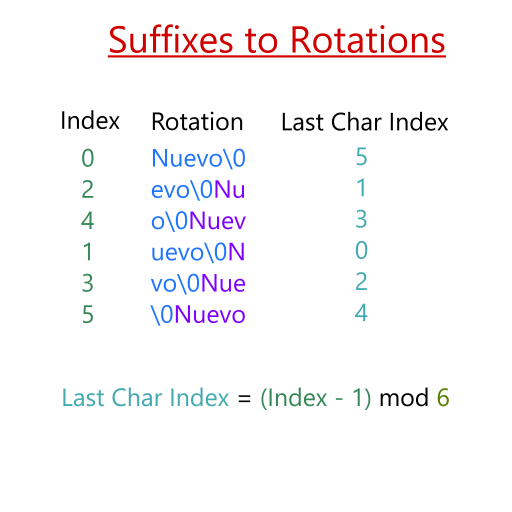 Suffixes to Rotations
Index Rotation Last Char Index
0 Nuevo\0 5
2 evo\0Nu 1
4 o\0Nuev 3
1 uevo\0N 0
3 vo\0Nue 2
5 \0Nuevo 4
Last Char Index = (Index - 1) mod 6